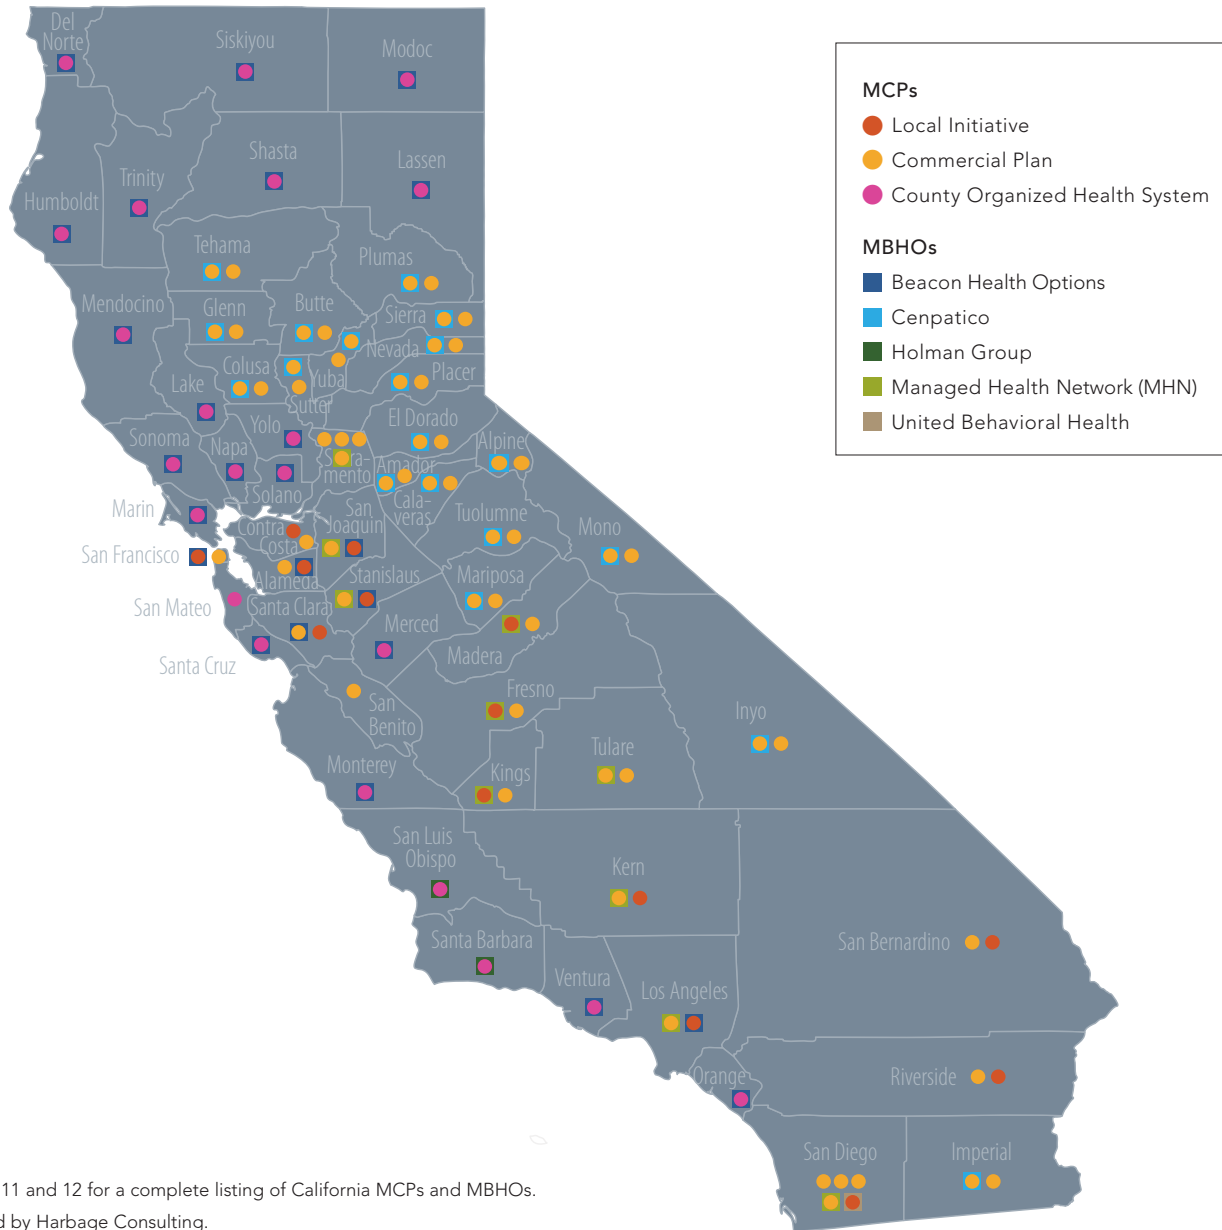 Del
Norte
Siskiyou
Modoc
MCPs
Local Initiative
Commercial Plan
County Organized Health System
MBHOs
Beacon Health Options
Cenpatico
Holman Group
Managed Health Network (MHN)
United Behavioral Health
Shasta
Lassen
Trinity
Humboldt
Tehama
Plumas
Mendocino
Glenn
Butte
Sierra
Nevada
Colusa
Yuba
Placer
Lake
Sutter
Yolo
El Dorado
Sonoma
Napa
Alpine
Sacra-
mento
Amador
Solano
Cala-
veras
Marin
San
Joaquin
Contra
Costa
Tuolumne
Mono
San Francisco
Alameda
Stanislaus
Mariposa
San Mateo
Santa Clara
Merced
Santa Cruz
Madera
Fresno
San
Benito
Inyo
Tulare
Monterey
Kings
San Luis
Obispo
Kern
Santa Barbara
San Bernardino
Ventura
Los Angeles
Orange
Riverside
San Diego
Imperial
11 and 12 for a complete listing of California MCPs and MBHOs.
d by Harbage Consulting.